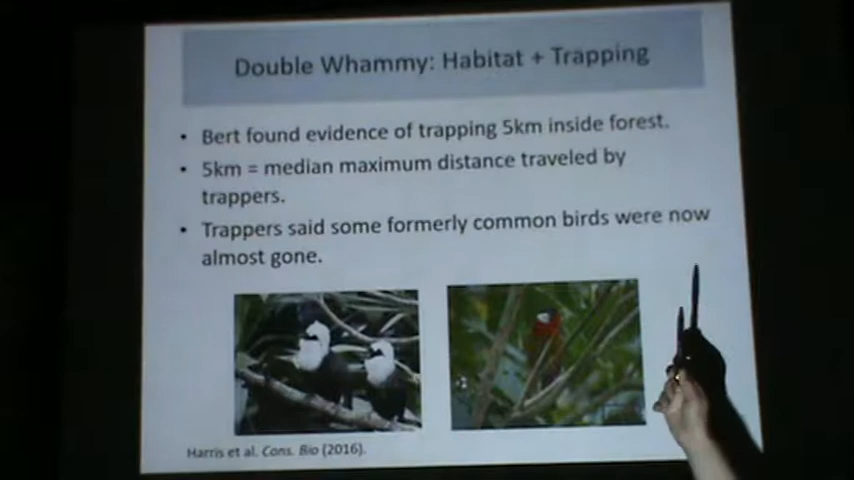 Double Whammy: Habitat + Trapping
• Bert found evidence of trapping 5km inside forest.
• 5km = median maximum distance traveled by
trappers.
• Trappers said some formerly common birds were now
almost gone.
Harris et al. Cons. Bio (2016).